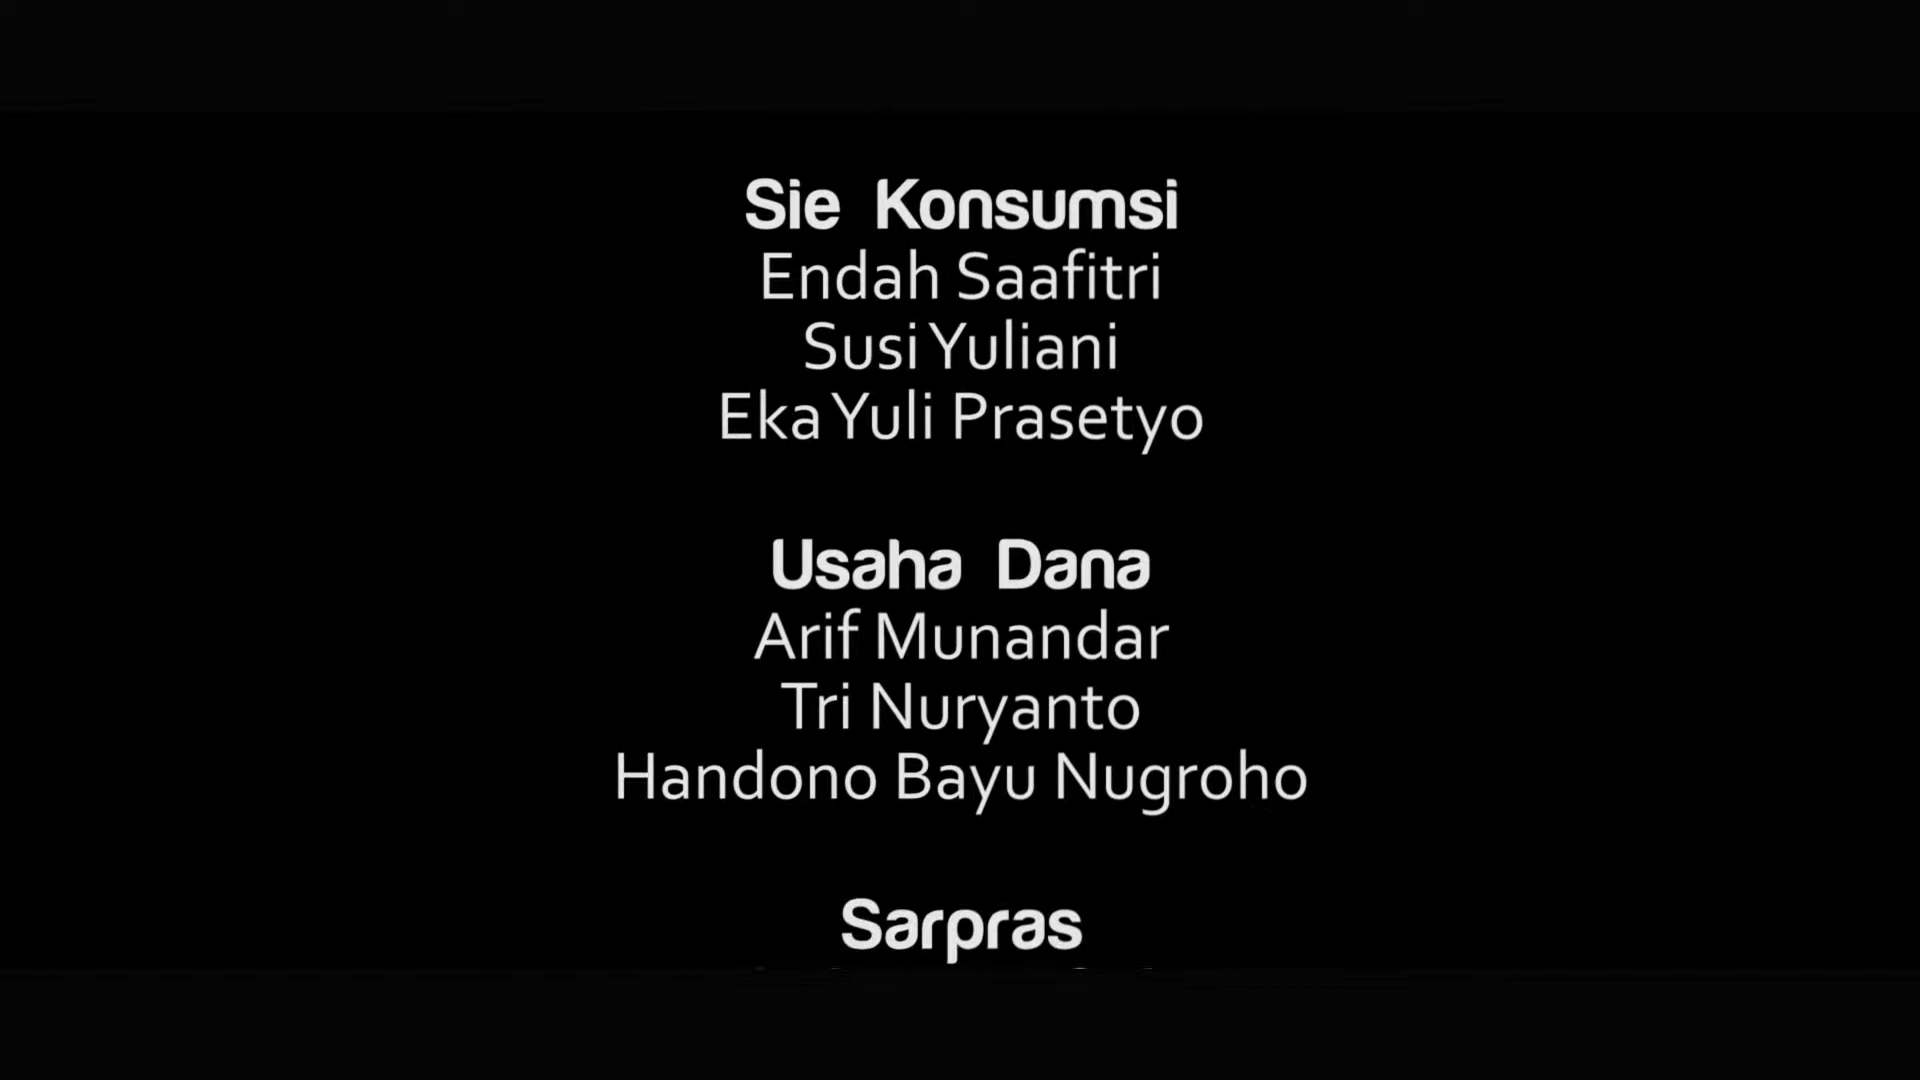 Sie Konsumsi
Endah Saafitri
Susi Yuliani
Eka Yuli Prasetyo
Usaha Dana
Arif Munandar
Tri Nuryanto
Handono Bayu Nugroho
Sarpras